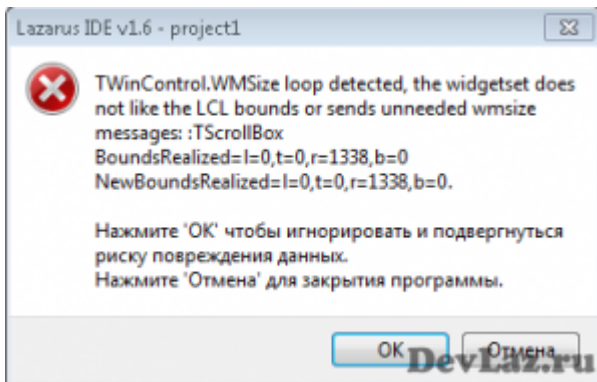 Lazarus IDE v1.6 - project1
TWinControl.WMSize loop detected, the widgetset does
not like the LCL bounds or sends unneeded wmsize
messages: :TScrollBox
BoundsRealized=l=0,t=0,r=1338,b=0
NewBoundsRealized=l=0,t=0,r=1338,b=0.
Нажмите 'OK' чтобы игнорировать и подвергнуться
риску повреждения данных.
Нажмите 'Отмена' для закрытия программы.
OK
Отмена
DevLaz.ru